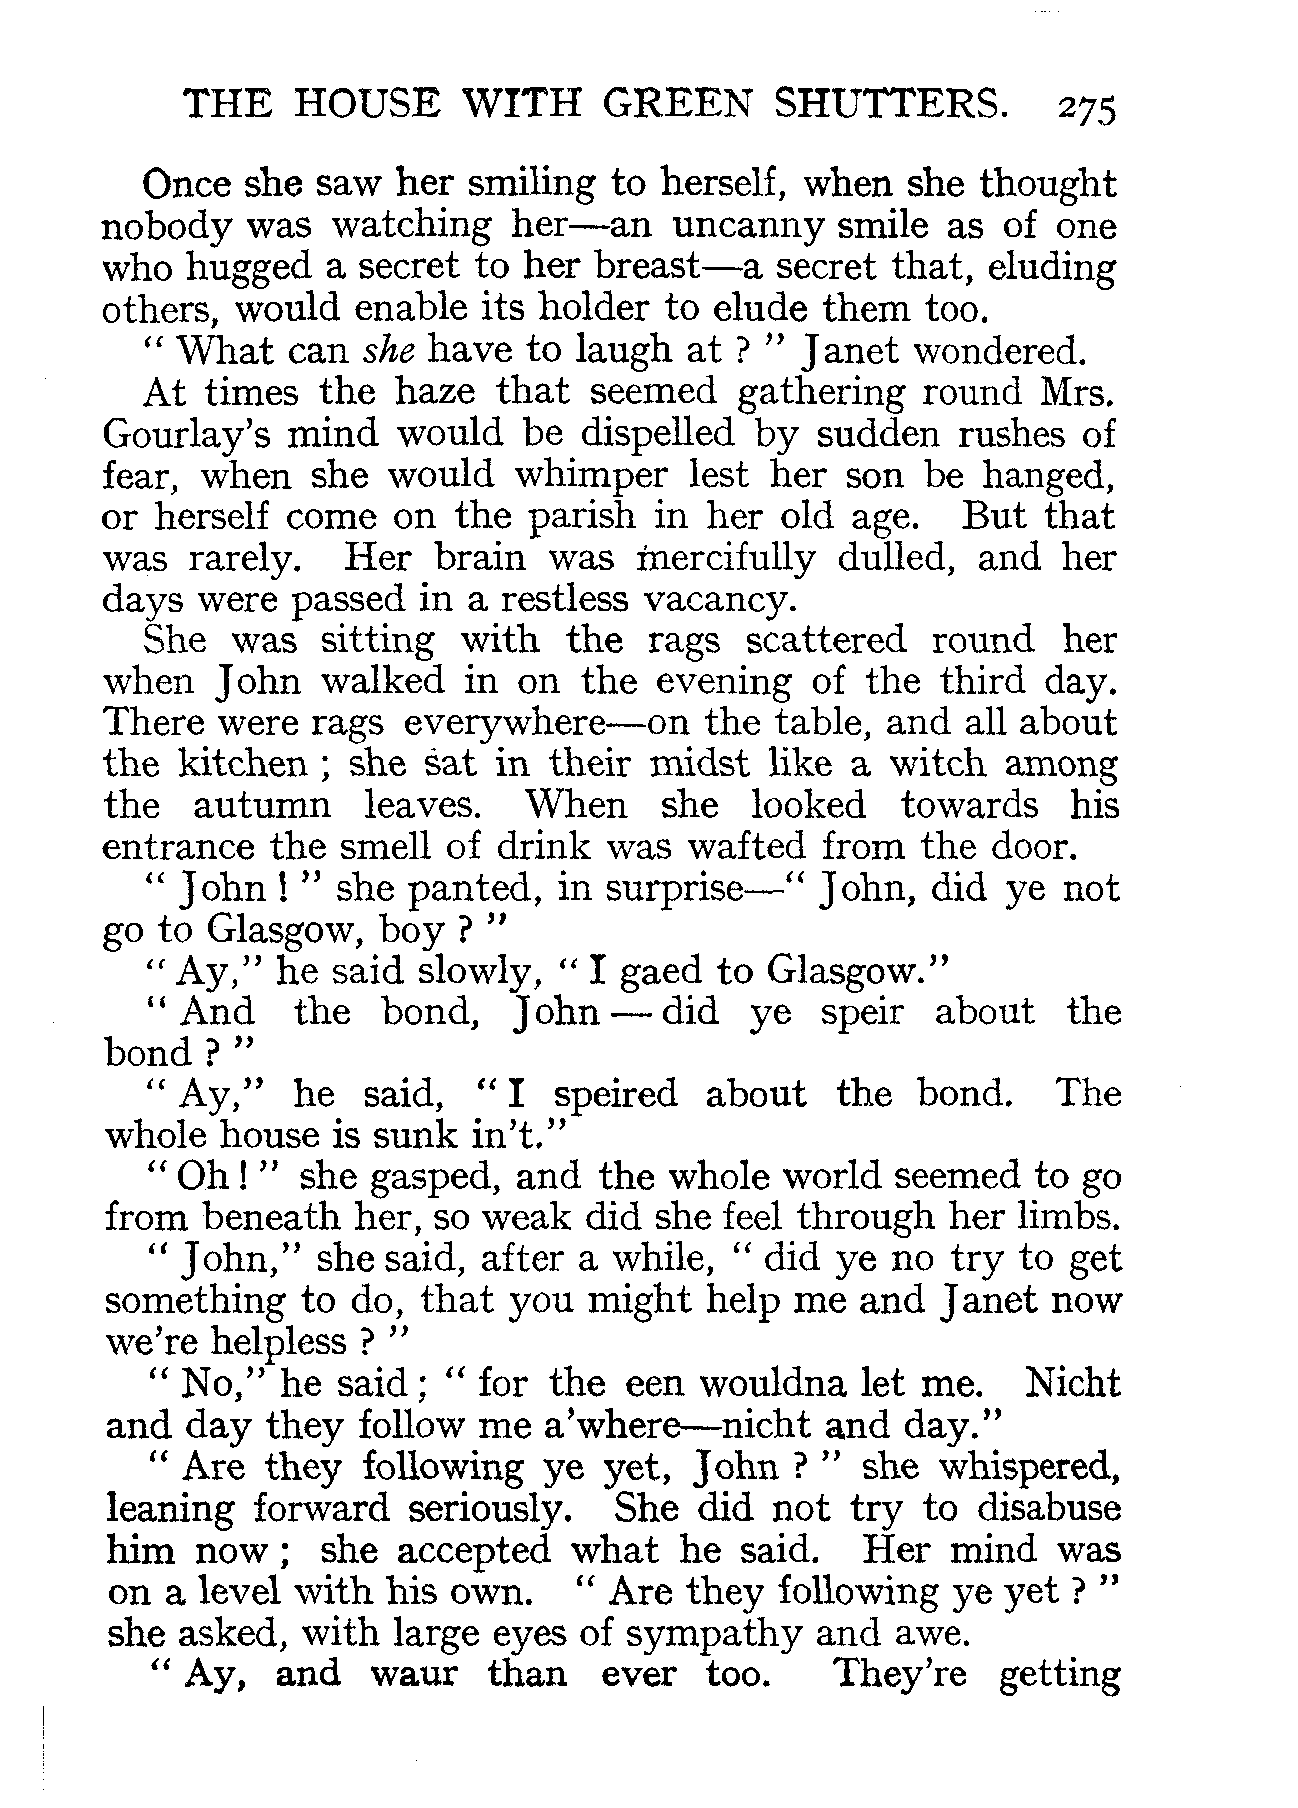 THE HOUSE WITH GREEN SHUTTERS. 275
Once she saw her smiling to herself, when she thought
nobody was watching her—an uncanny smile as of one
who hugged a secret to her breast—a secret that, eluding
others, would enable its holder to elude them too.
" What can she have to laugh at ? " Janet wondered.
At times the haze that seemed gathering round Mrs.
Gourlay's mind would be dispelled by sudden rushes of
fear, when she would whimper lest her son be hanged,
or herself come on the parish in her old age. But that
was rarely. Her brain was mercifully dulled, and her
days were passed in a restless vacancy.
She was sitting with the rags scattered round her
when John walked in on the evening of the third day.
There were rags everywhere—on the table, and all about
the kitchen ; she sat in their midst like a witch among
the autumn leaves. When she looked towards his
entrance the smell of drink was wafted from the door.
" John ! " she panted, in surprise—" John, did ye not
go to Glasgow, boy ? "
" Ay," he said slowly, " I gaed to Glasgow."
" And the bond, John — did ye speir about the
bond ? "
" Ay," he said, " I speired about the bond. The
whole house is sunk in't."
" Oh ! " she gasped, and the whole world seemed to go
from beneath her, so weak did she feel through her limbs.
" John," she said, after a while, " did ye no try to get
something to do, that you might help me and Janet now
we're helpless ? "
" No," he said ; " for the een wouldna let me. Nicht
and day they follow me a'where—nicht and day."
" Are they following ye yet, John ? " she whispered,
leaning forward seriously. She did not try to disabuse
him now ; she accepted what he said. Her mind was
on a level with his own. " Are they following ye yet ? "
she asked, with large eyes of sympathy and awe.
" Ay, and waur than ever too. They're getting